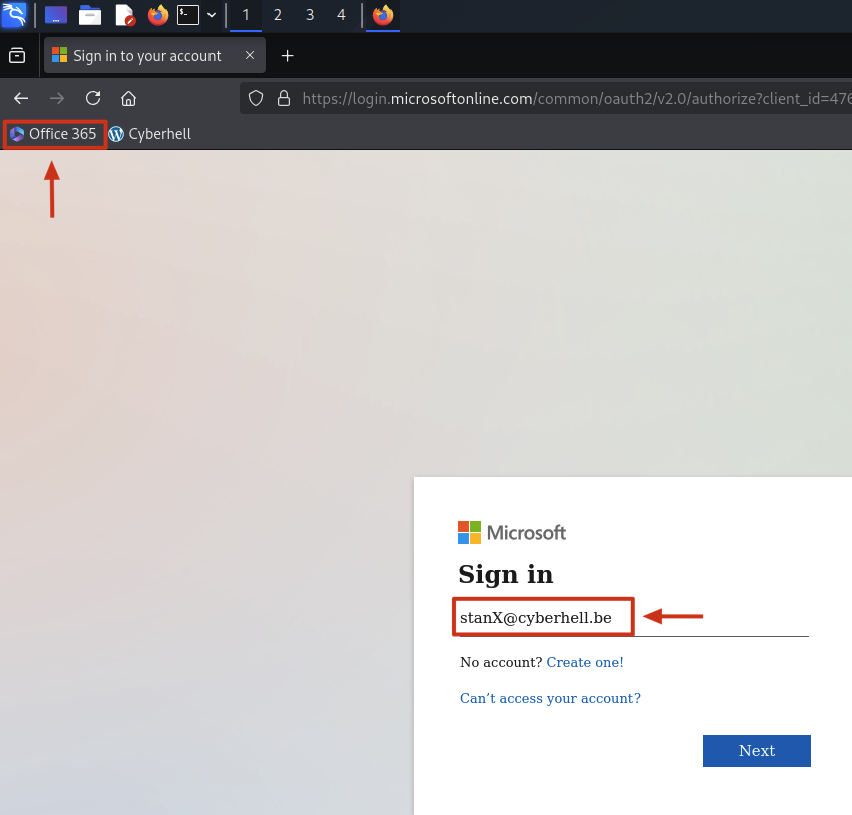 1 2 3 4
Sign in to your account
https://login.microsoftonline.com/common/oauth2/v2.0/authorize?client_id=476
Office 365 Cyberhell
Microsoft
Sign in
stanX@cyberhell.be
No account? Create one!
Can't access your account?
Next